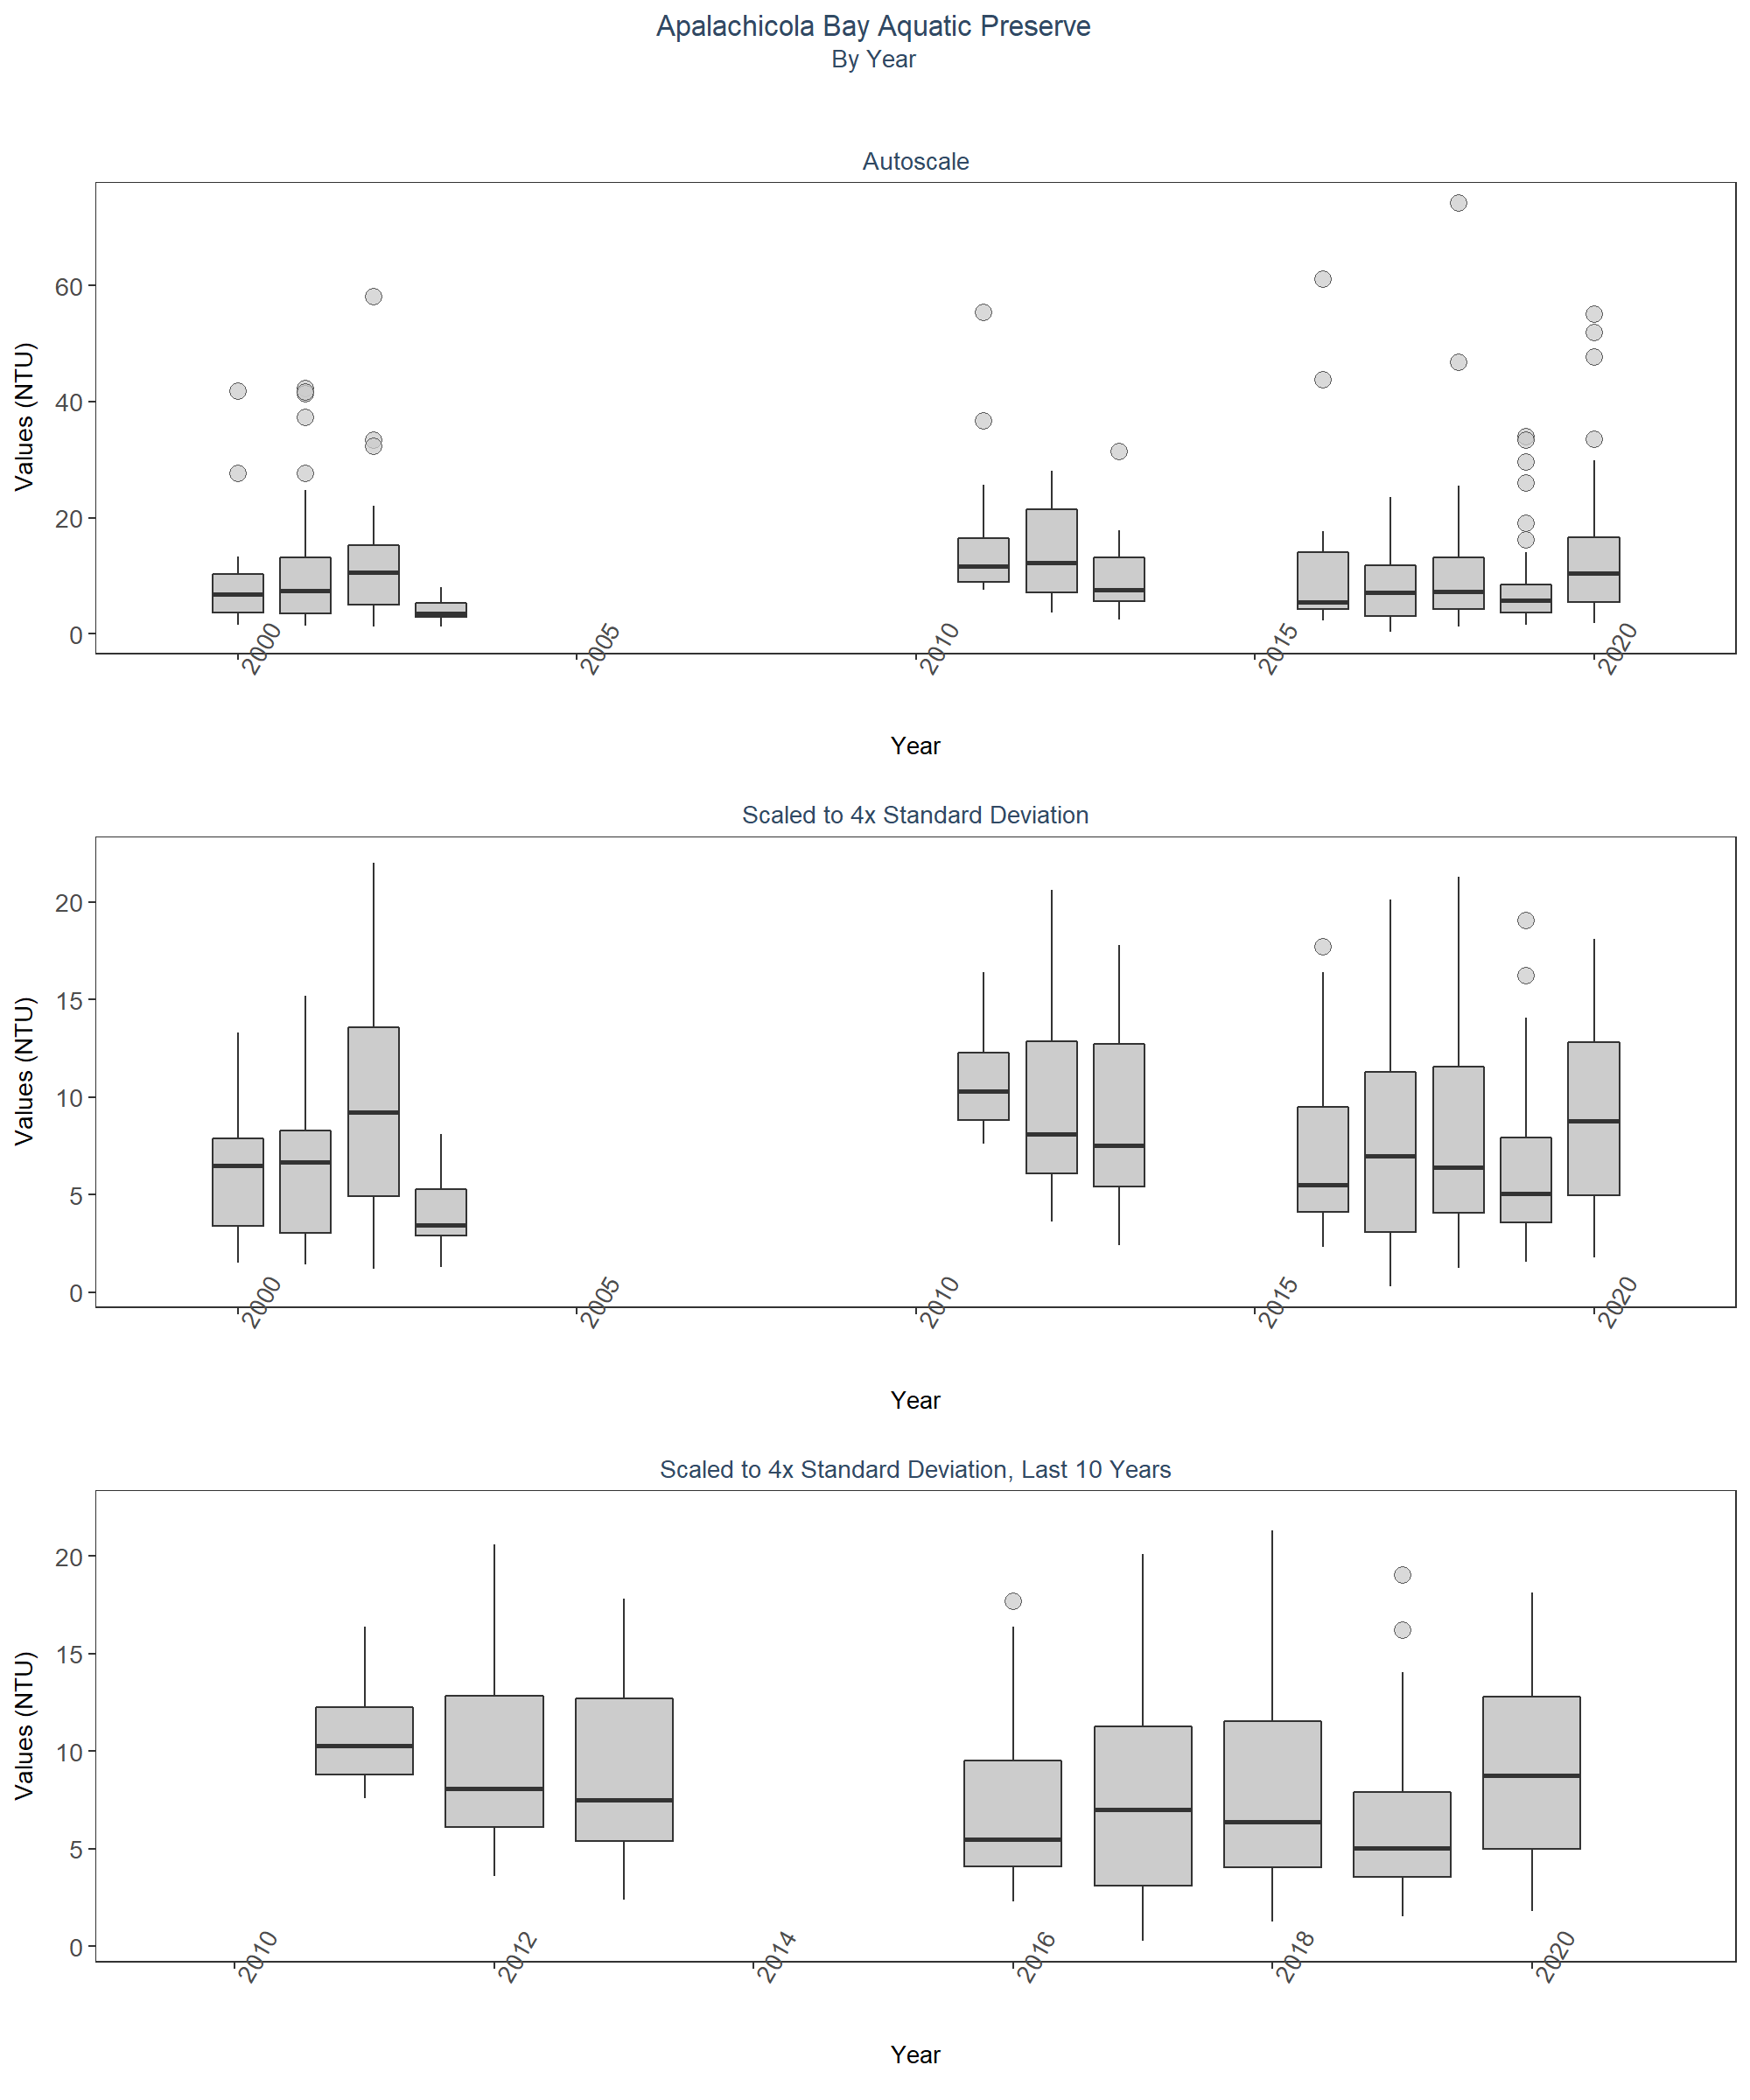 Apalachicola Bay Aquatic Preserve
By Year
Autoscale
Values (NTU)
60
40
20
0
2000 2005 2010 2015 2020
Year
Scaled to 4x Standard Deviation
Values (NTU)
20
15
10
5
0
2000 2005 2010 2015 2020
Year
Scaled to 4x Standard Deviation, Last 10 Years
Values (NTU)
20
15
10
5
0
2010 2012 2014 2016 2018 2020
Year